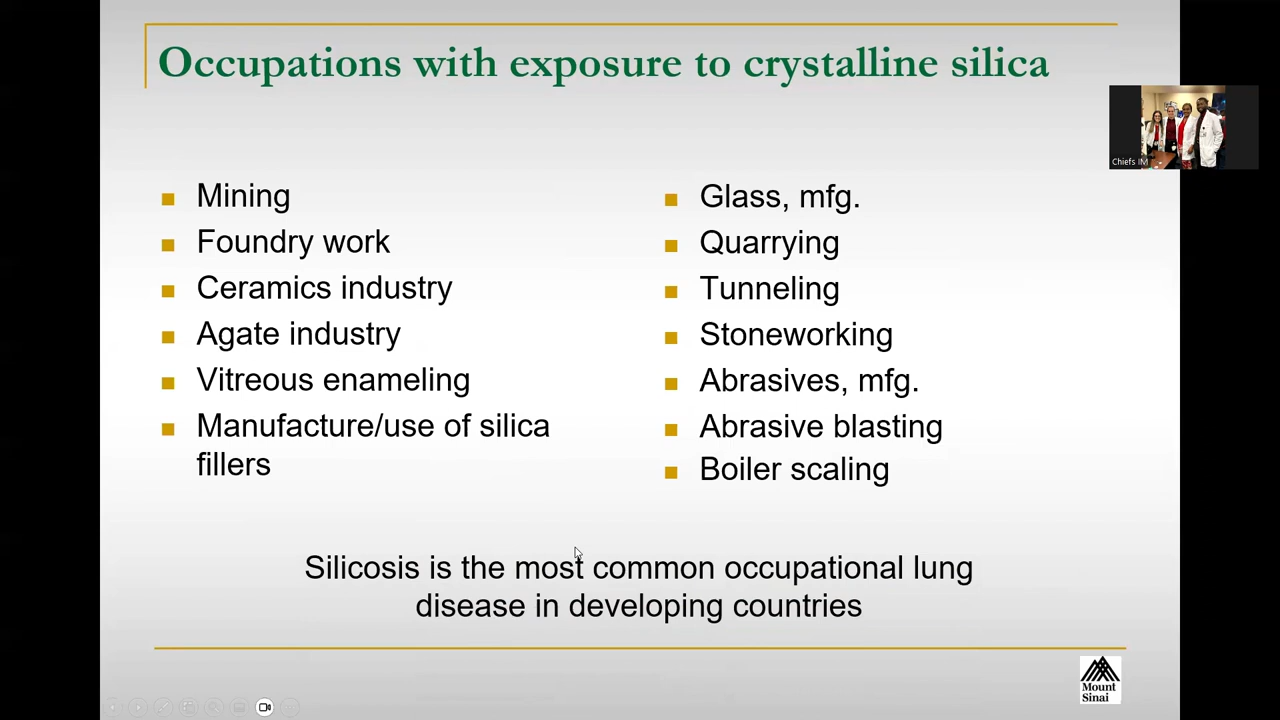 Occupations with exposure to crystalline silica
Mining
Foundry work
Ceramics industry
Agate industry
Vitreous enameling
Manufacture/use of silica
fillers
Glass, mfg.
Quarrying
Tunneling
Stoneworking
Abrasives, mfg.
Abrasive blasting
Boiler scaling
Silicosis is the most common occupational lung
disease in developing countries
Chiefs IM
Mount
Sinai